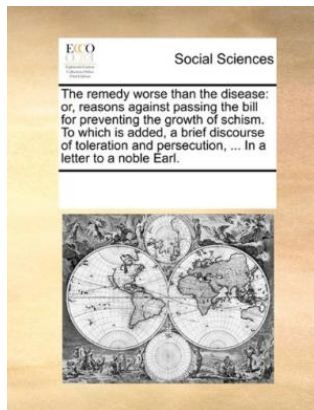 ECCO
Social Sciences
The remedy worse than the disease:
or, reasons against passing the bill
for preventing the growth of schism.
To which is added, a brief discourse
of toleration and persecution, ... In a
letter to a noble Earl.